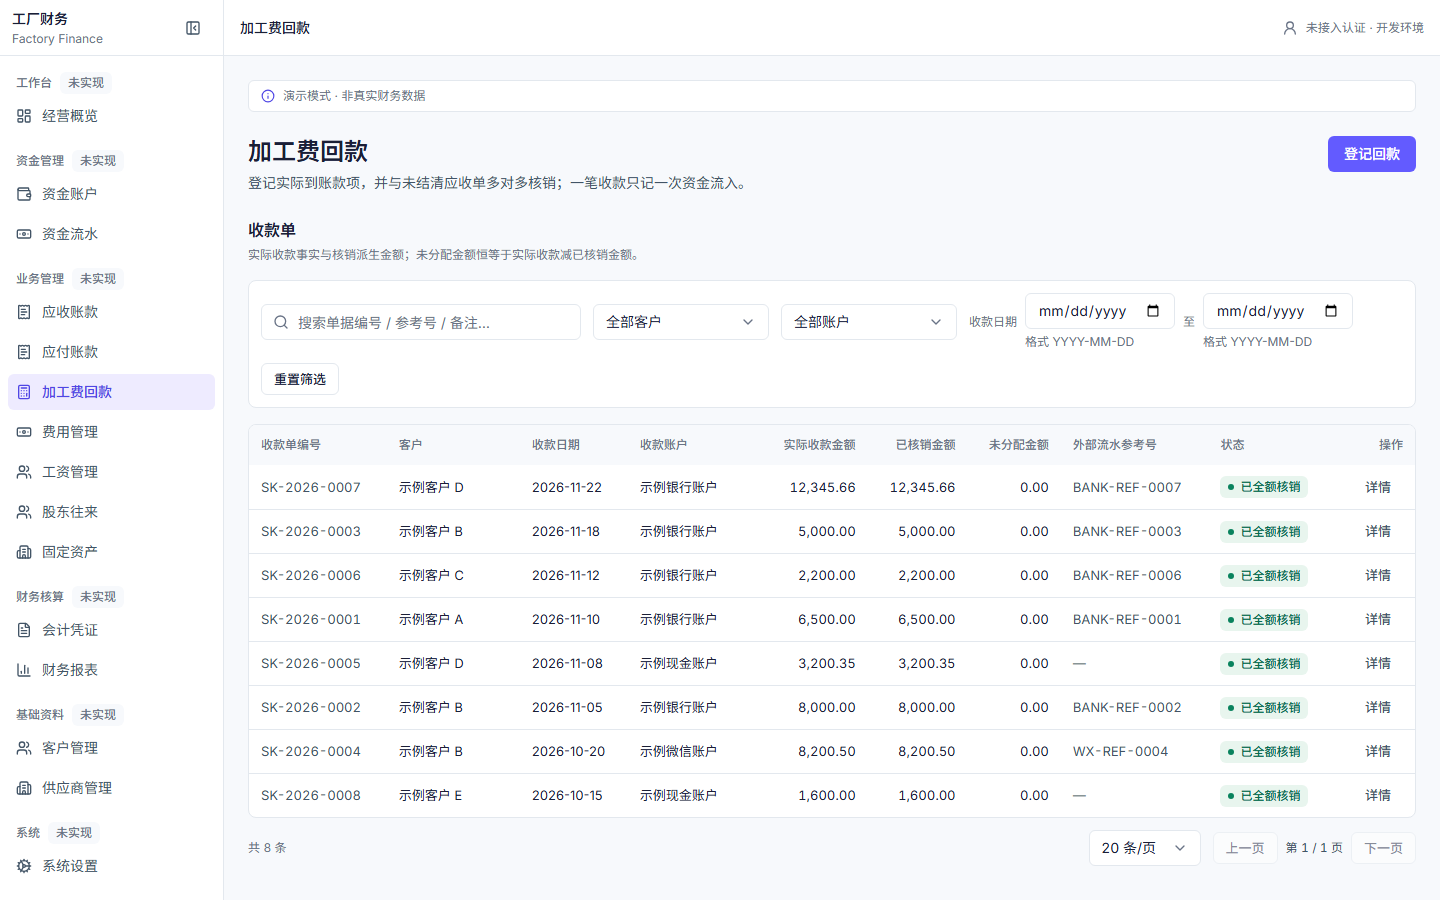 工厂财务
Factory Finance
工作台 未实现
经营概览
资金管理 未实现
资金账户
资金流水
业务管理 未实现
应收账款
应付账款
加工费回款
费用管理
工资管理
股东往来
固定资产
财务核算 未实现
会计凭证
财务报表
基础资料 未实现
客户管理
供应商管理
系统 未实现
系统设置
加工费回款
未接入认证 · 开发环境
演示模式 · 非真实财务数据
加工费回款
登记回款
登记实际到账款项，并与未结清应收单多对多核销；一笔收款只记一次资金流入。
收款单
实际收款事实与核销派生金额；未分配金额恒等于实际收款减已核销金额。
搜索单据编号 / 参考号 / 备注... 全部客户 全部账户 收款日期 mm/dd/yyyy 至 mm/dd/yyyy
格式 YYYY-MM-DD 格式 YYYY-MM-DD
重置筛选
收款单编号 客户 收款日期 收款账户 实际收款金额 已核销金额 未分配金额 外部流水参考号 状态 操作
SK-2026-0007 示例客户 D 2026-11-22 示例银行账户 12,345.66 12,345.66 0.00 BANK-REF-0007 已全额核销 详情
SK-2026-0003 示例客户 B 2026-11-18 示例银行账户 5,000.00 5,000.00 0.00 BANK-REF-0003 已全额核销 详情
SK-2026-0006 示例客户 C 2026-11-12 示例银行账户 2,200.00 2,200.00 0.00 BANK-REF-0006 已全额核销 详情
SK-2026-0001 示例客户 A 2026-11-10 示例银行账户 6,500.00 6,500.00 0.00 BANK-REF-0001 已全额核销 详情
SK-2026-0005 示例客户 D 2026-11-08 示例现金账户 3,200.35 3,200.35 0.00 — 已全额核销 详情
SK-2026-0002 示例客户 B 2026-11-05 示例银行账户 8,000.00 8,000.00 0.00 BANK-REF-0002 已全额核销 详情
SK-2026-0004 示例客户 B 2026-10-20 示例微信账户 8,200.50 8,200.50 0.00 WX-REF-0004 已全额核销 详情
SK-2026-0008 示例客户 E 2026-10-15 示例现金账户 1,600.00 1,600.00 0.00 — 已全额核销 详情
共 8 条 20 条/页 上一页 第 1 / 1 页 下一页